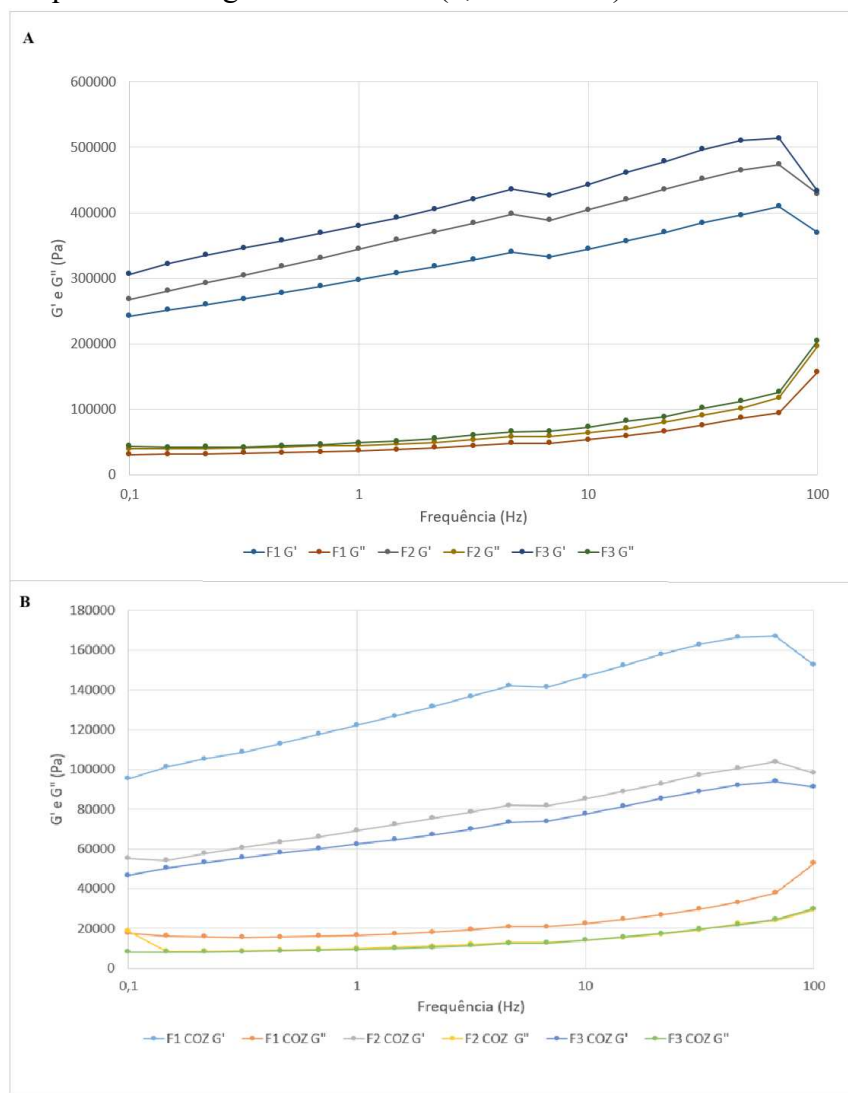 A
600000
500000
400000
300000
200000
100000
0
G' e G'' (Pa)
0,1 1 10 100
Frequência (Hz)
F1 G' F1 G" F2 G' F2 G" F3 G' F3 G"
B
180000
160000
140000
120000
100000
80000
60000
40000
20000
0
G' e G'' (Pa)
0,1 1 10 100
Frequência (Hz)
F1 COZ G' F1 COZ G" F2 COZ G' F2 COZ G" F3 COZ G' F3 COZ G"